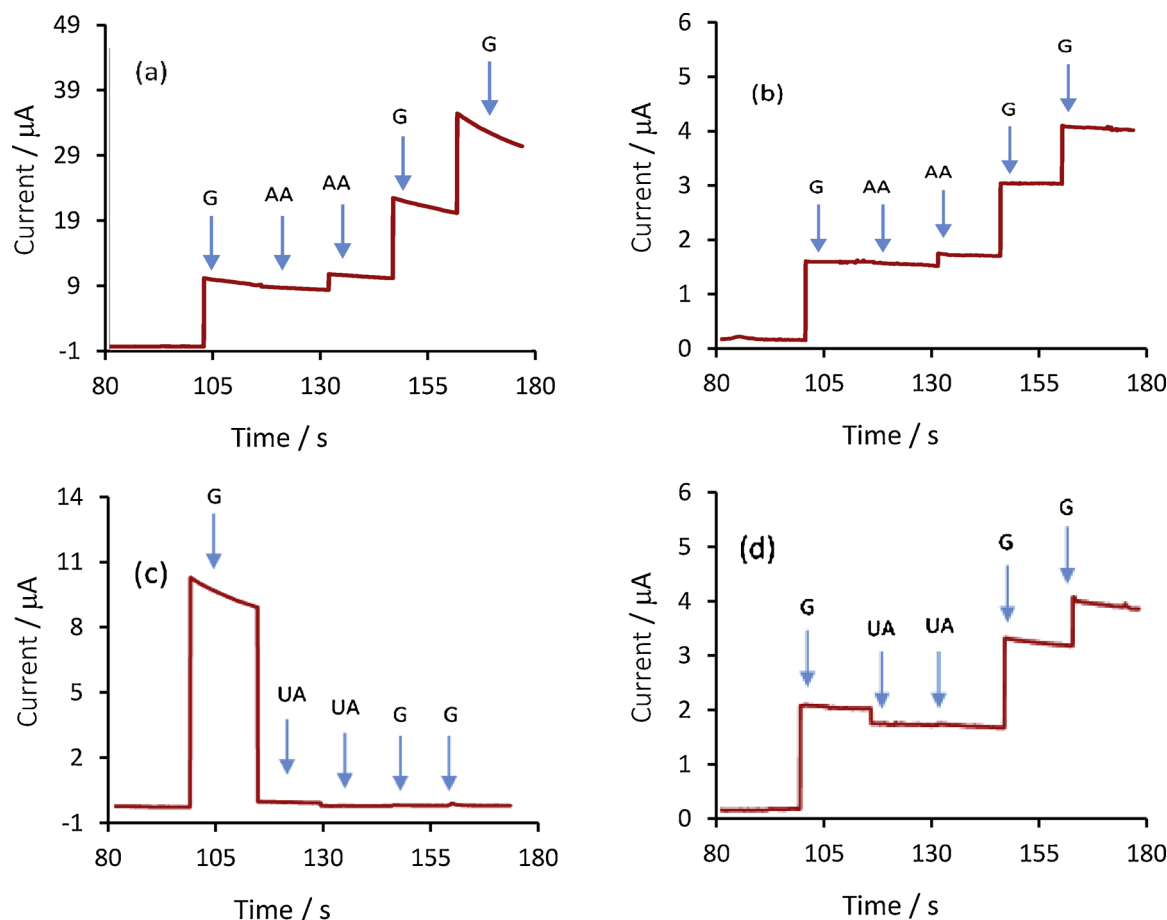 (a)
49
39
29
19
9
-1
Current / µA
G
AA
AA
G
G
80 105 130 155 180
Time / s
(b)
6
5
4
3
2
1
0
Current / µA
G
AA
AA
G
G
80 105 130 155 180
Time / s
(c)
14
11
8
5
2
-1
Current / µA
G
UA
UA
G
G
80 105 130 155 180
Time / s
(d)
6
5
4
3
2
1
0
Current / µA
G
UA
UA
G
G
80 105 130 155 180
Time / s